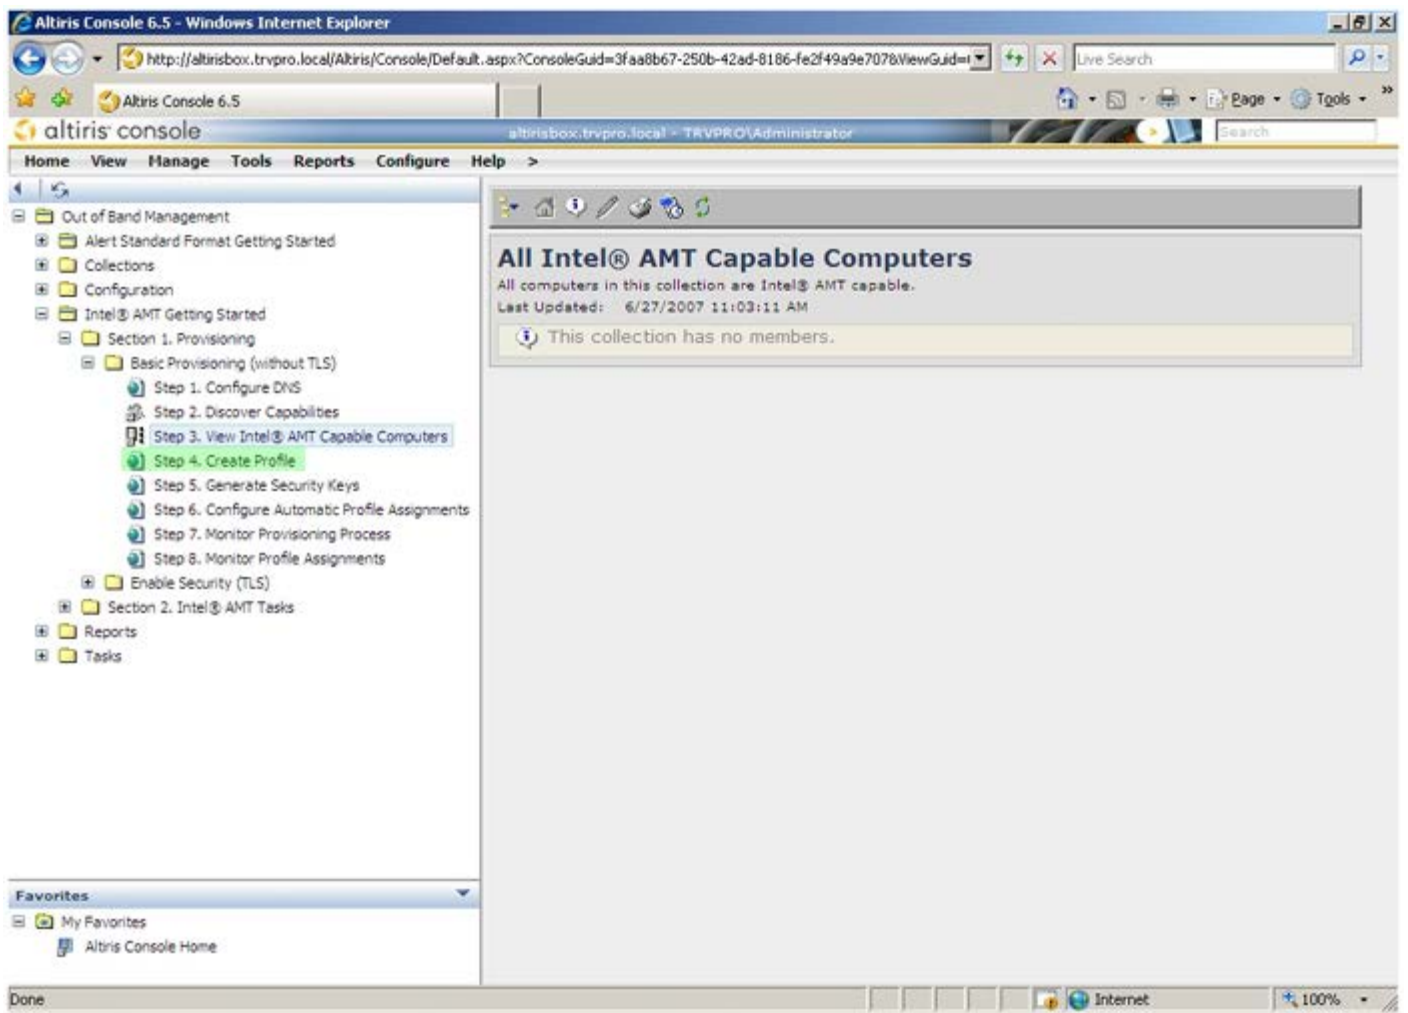 Altiris Console 6.5 - Windows Internet Explorer
http://altirisbox.trvpro.local/Altiris/Console/Default.aspx?ConsoleGuid=3faa8b67-250b-42ad-8186-fe2f49a9e707&ViewGuid=
Live Search
Altiris Console 6.5
Page
Tools
altiris console
altirisbox.trvpro.local - TRVPRO\Administrator
Search
Home View Manage Tools Reports Configure Help >
Out of Band Management
Alert Standard Format Getting Started
Collections
Configuration
Intel® AMT Getting Started
Section 1. Provisioning
Basic Provisioning (without TLS)
Step 1. Configure DNS
Step 2. Discover Capabilities
Step 3. View Intel® AMT Capable Computers
Step 4. Create Profile
Step 5. Generate Security Keys
Step 6. Configure Automatic Profile Assignments
Step 7. Monitor Provisioning Process
Step 8. Monitor Profile Assignments
Enable Security (TLS)
Section 2. Intel® AMT Tasks
Reports
Tasks
All Intel® AMT Capable Computers
All computers in this collection are Intel® AMT capable.
Last Updated: 6/27/2007 11:03:11 AM
This collection has no members.
Favorites
My Favorites
Altiris Console Home
Done
Internet
100%